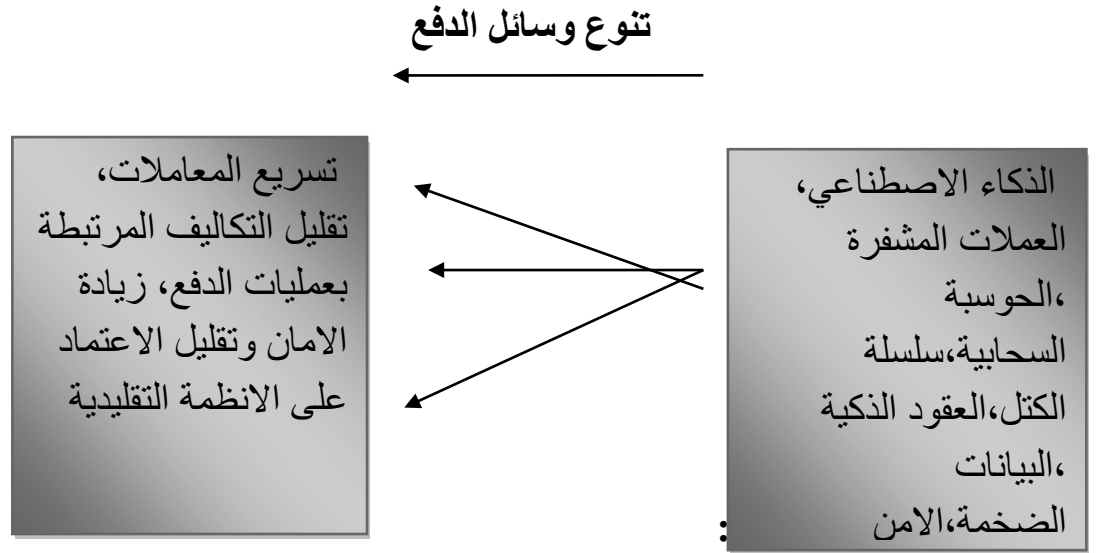 تنوع وسائل الدفع
الذكاء الاصطناعي،
العملات المشفرة
،الحوسبة
السحابية،سلسلة
الكتل،العقود الذكية
،البيانات
الضخمة،الامن
:
تسريع المعاملات،
تقليل التكاليف المرتبطة
بعمليات الدفع، زيادة
الامان وتقليل الاعتماد
على الانظمة التقليدية